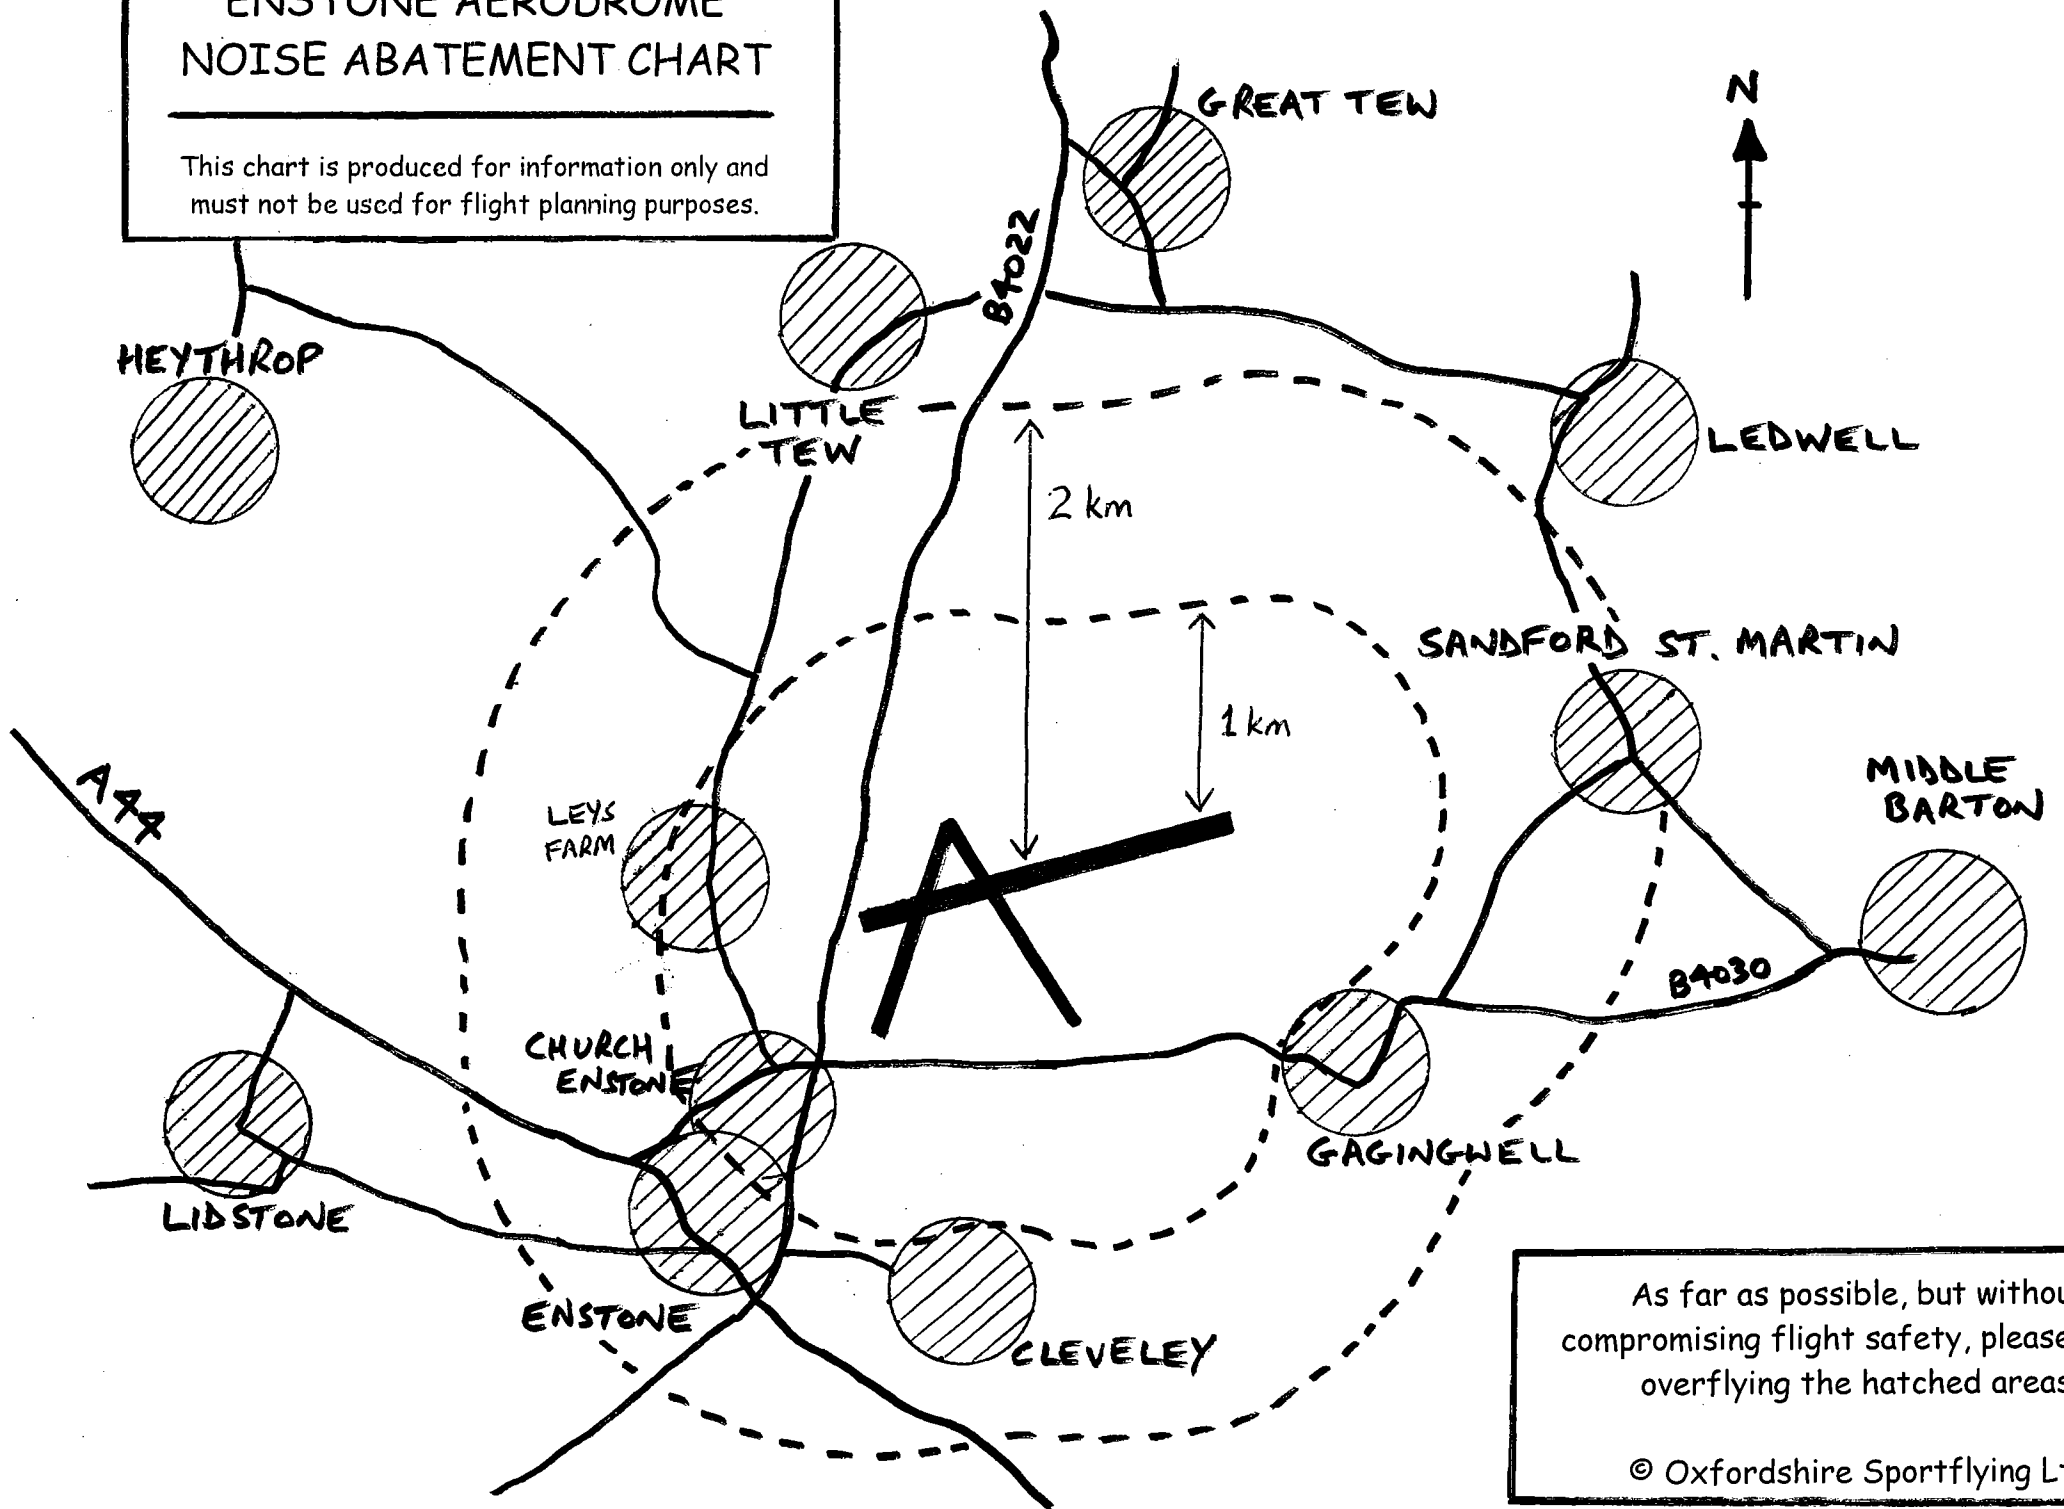 ENSTONE AERODROME
NOISE ABATEMENT CHART
This chart is produced for information only and
must not be used for flight planning purposes.
GREAT TEW
N
B4022
HEYTHROP
LITTLE
TEW
LEDWELL
2 km
SANDFORD ST. MARTIN
1 km
MIDDLE
BARTON
A44
LEYS
FARM
B4030
CHURCH
ENSTONE
GAGINGWELL
LIDSTONE
ENSTONE
CLEVELEY
As far as possible, but withou
compromising flight safety, please
overflying the hatched areas
© Oxfordshire Sportflying Lt